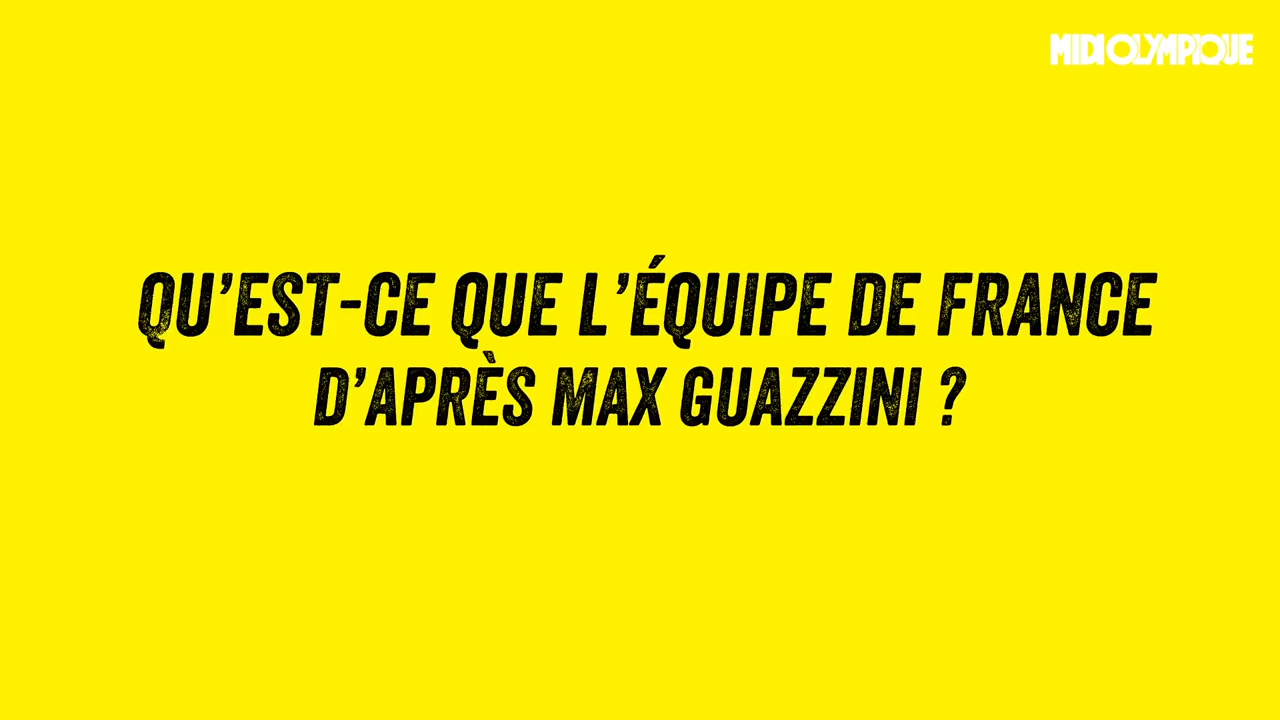 MIDI OLYMPIQUE
QU'EST-CE QUE L'ÉQUIPE DE FRANCE
D'APRÈS MAX GUAZZINI ?